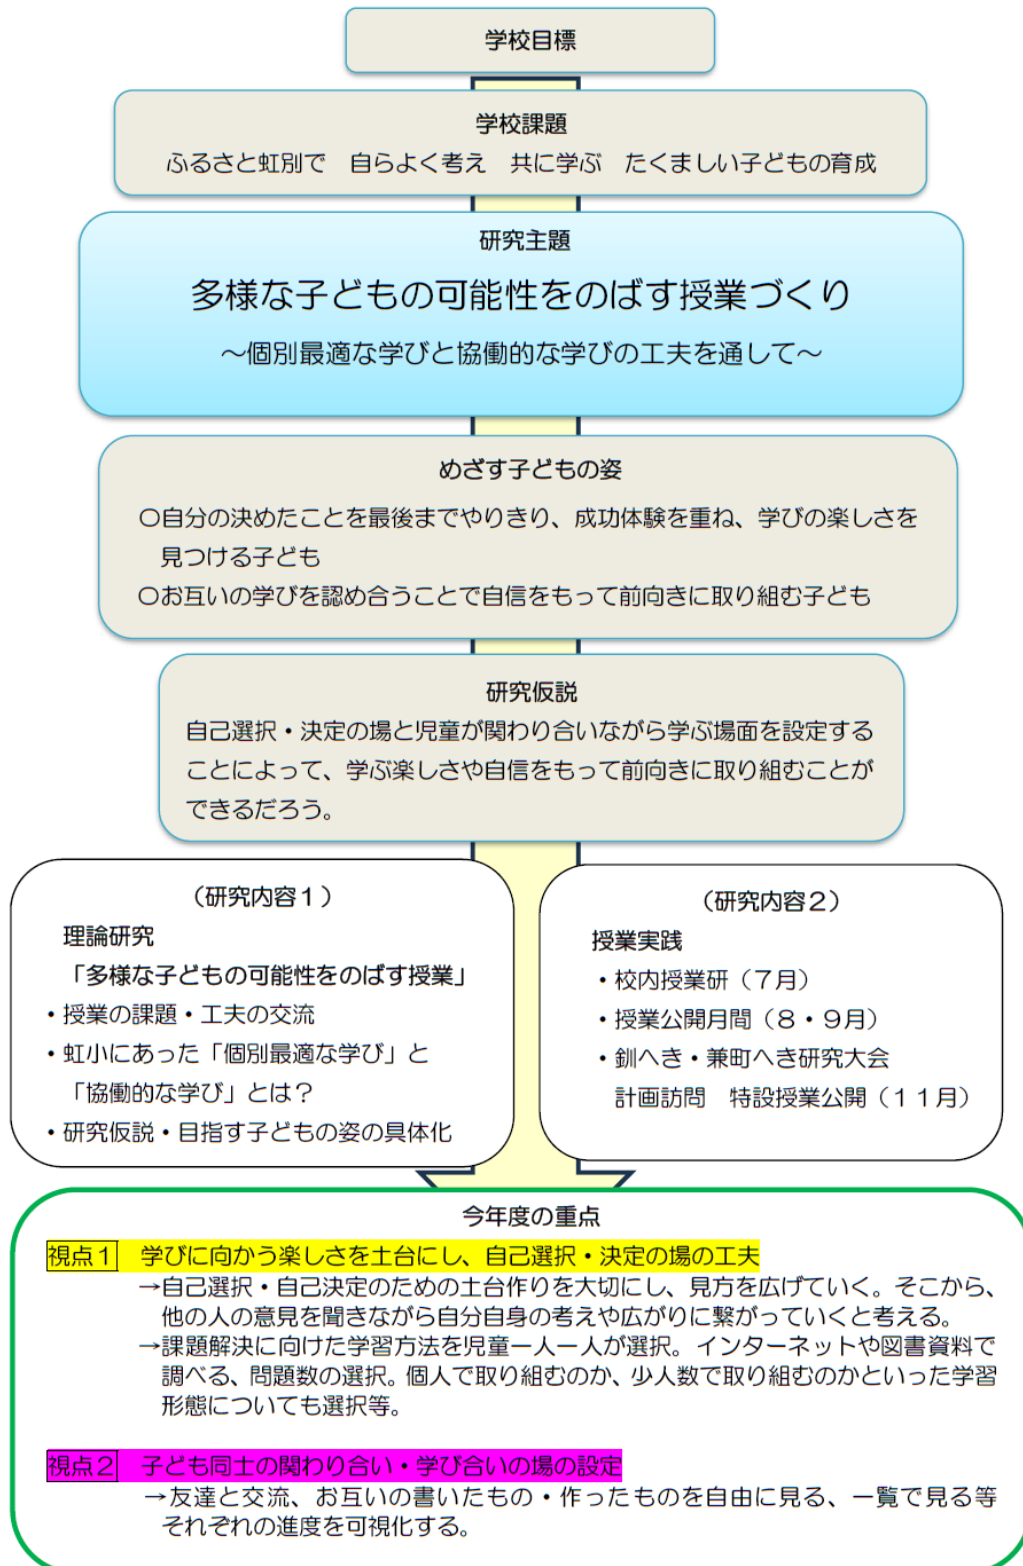 学校目標
学校課題
ふるさと虹別で　自らよく考え　共に学ぶ　たくましい子どもの育成
研究主題
多様な子どもの可能性をのばす授業づくり
～個別最適な学びと協働的な学びの工夫を通して～
めざす子どもの姿
○自分の決めたことを最後までやりきり、成功体験を重ね、学びの楽しさを
見つける子ども
○お互いの学びを認め合うことで自信をもって前向きに取り組む子ども
研究仮説
自己選択・決定の場と児童が関わり合いながら学ぶ場面を設定する
ことによって、学ぶ楽しさや自信をもって前向きに取り組むことが
できるだろう。
（研究内容１）
理論研究
「多様な子どもの可能性をのばす授業」
・授業の課題・工夫の交流
・虹小にあった「個別最適な学び」と
「協働的な学び」とは？
・研究仮説・目指す子どもの姿の具体化
（研究内容２）
授業実践
・校内授業研（７月）
・授業公開月間（８・９月）
・釧へき・兼町へき研究大会
計画訪問　特設授業公開（１１月）
今年度の重点
視点１　学びに向かう楽しさを土台にし、自己選択・決定の場の工夫
→自己選択・自己決定のための土台作りを大切にし、見方を広げていく。そこから、
他の人の意見を聞きながら自分自身の考えや広がりに繋がっていくと考える。
→課題解決に向けた学習方法を児童一人一人が選択。インターネットや図書資料で
調べる、問題数の選択。個人で取り組むのか、少人数で取り組むのかといった学習
形態についても選択等。
視点２　子ども同士の関わり合い・学び合いの場の設定
→友達と交流、お互いの書いたもの・作ったものを自由に見る、一覧で見る等
それぞれの進度を可視化する。